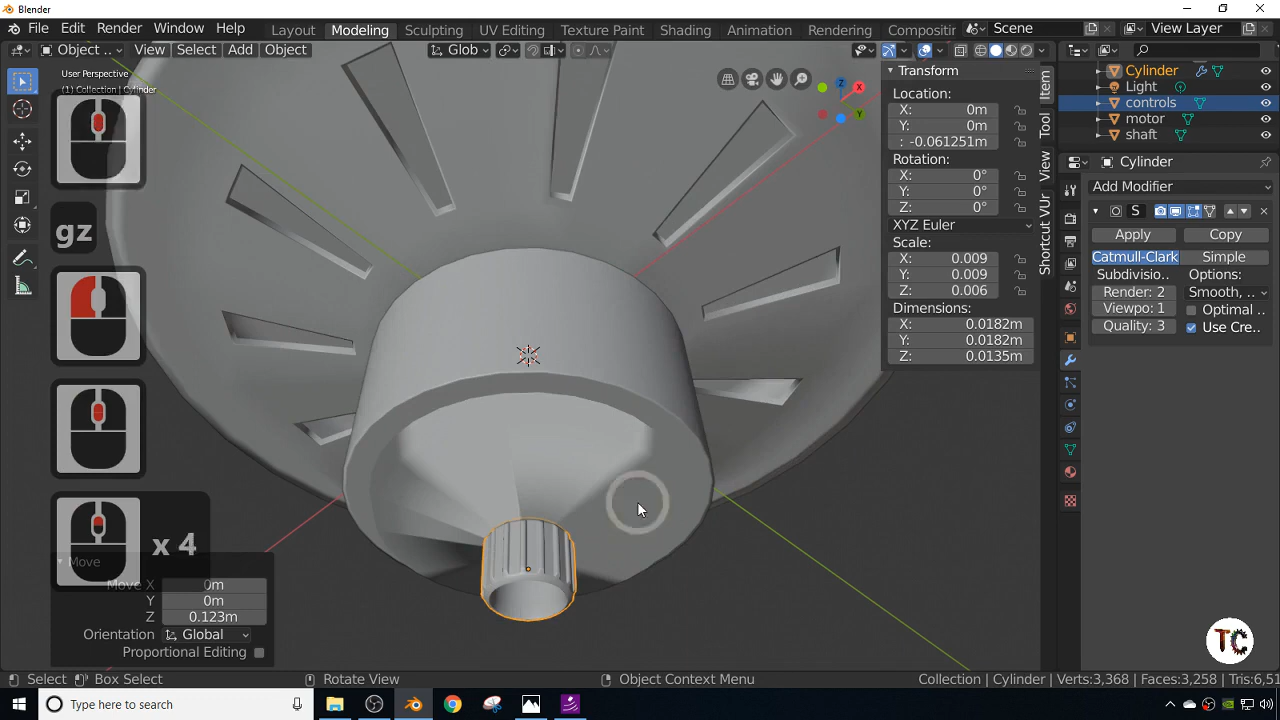 Blender
File Edit Render Window Help Layout Modeling Sculpting UV Editing Texture Paint Shading Animation Rendering Compositir Scene View Layer
Object .. View Select Add Object Glob
User Perspective
(1) Collection | Cylinder
gz
x 4
Move
Move X 0m
Y 0m
Z 0.123m
Orientation Global
Proportional Editing
X Y Z
Transform
Location:
X: 0m
Y: 0m
: -0.061251m
Rotation:
X: 0°
Y: 0°
Z: 0°
XYZ Euler
Scale:
X: 0.009
Y: 0.009
Z: 0.006
Dimensions:
X: 0.0182m
Y: 0.0182m
Z: 0.0135m
Item
Tool
View
Shortcut VUr
Cylinder
Light
controls
motor
shaft
Cylinder
Add Modifier
S
Apply Copy
Catmull-Clark Simple
Subdivisio.. Options:
Render: 2 Smooth, ..
Viewpo: 1 Optimal ..
Quality: 3 Use Cre..
TC
Select Box Select Rotate View Object Context Menu Collection | Cylinder | Verts:3,368 | Faces:3,258 | Tris:6,51
Type here to search